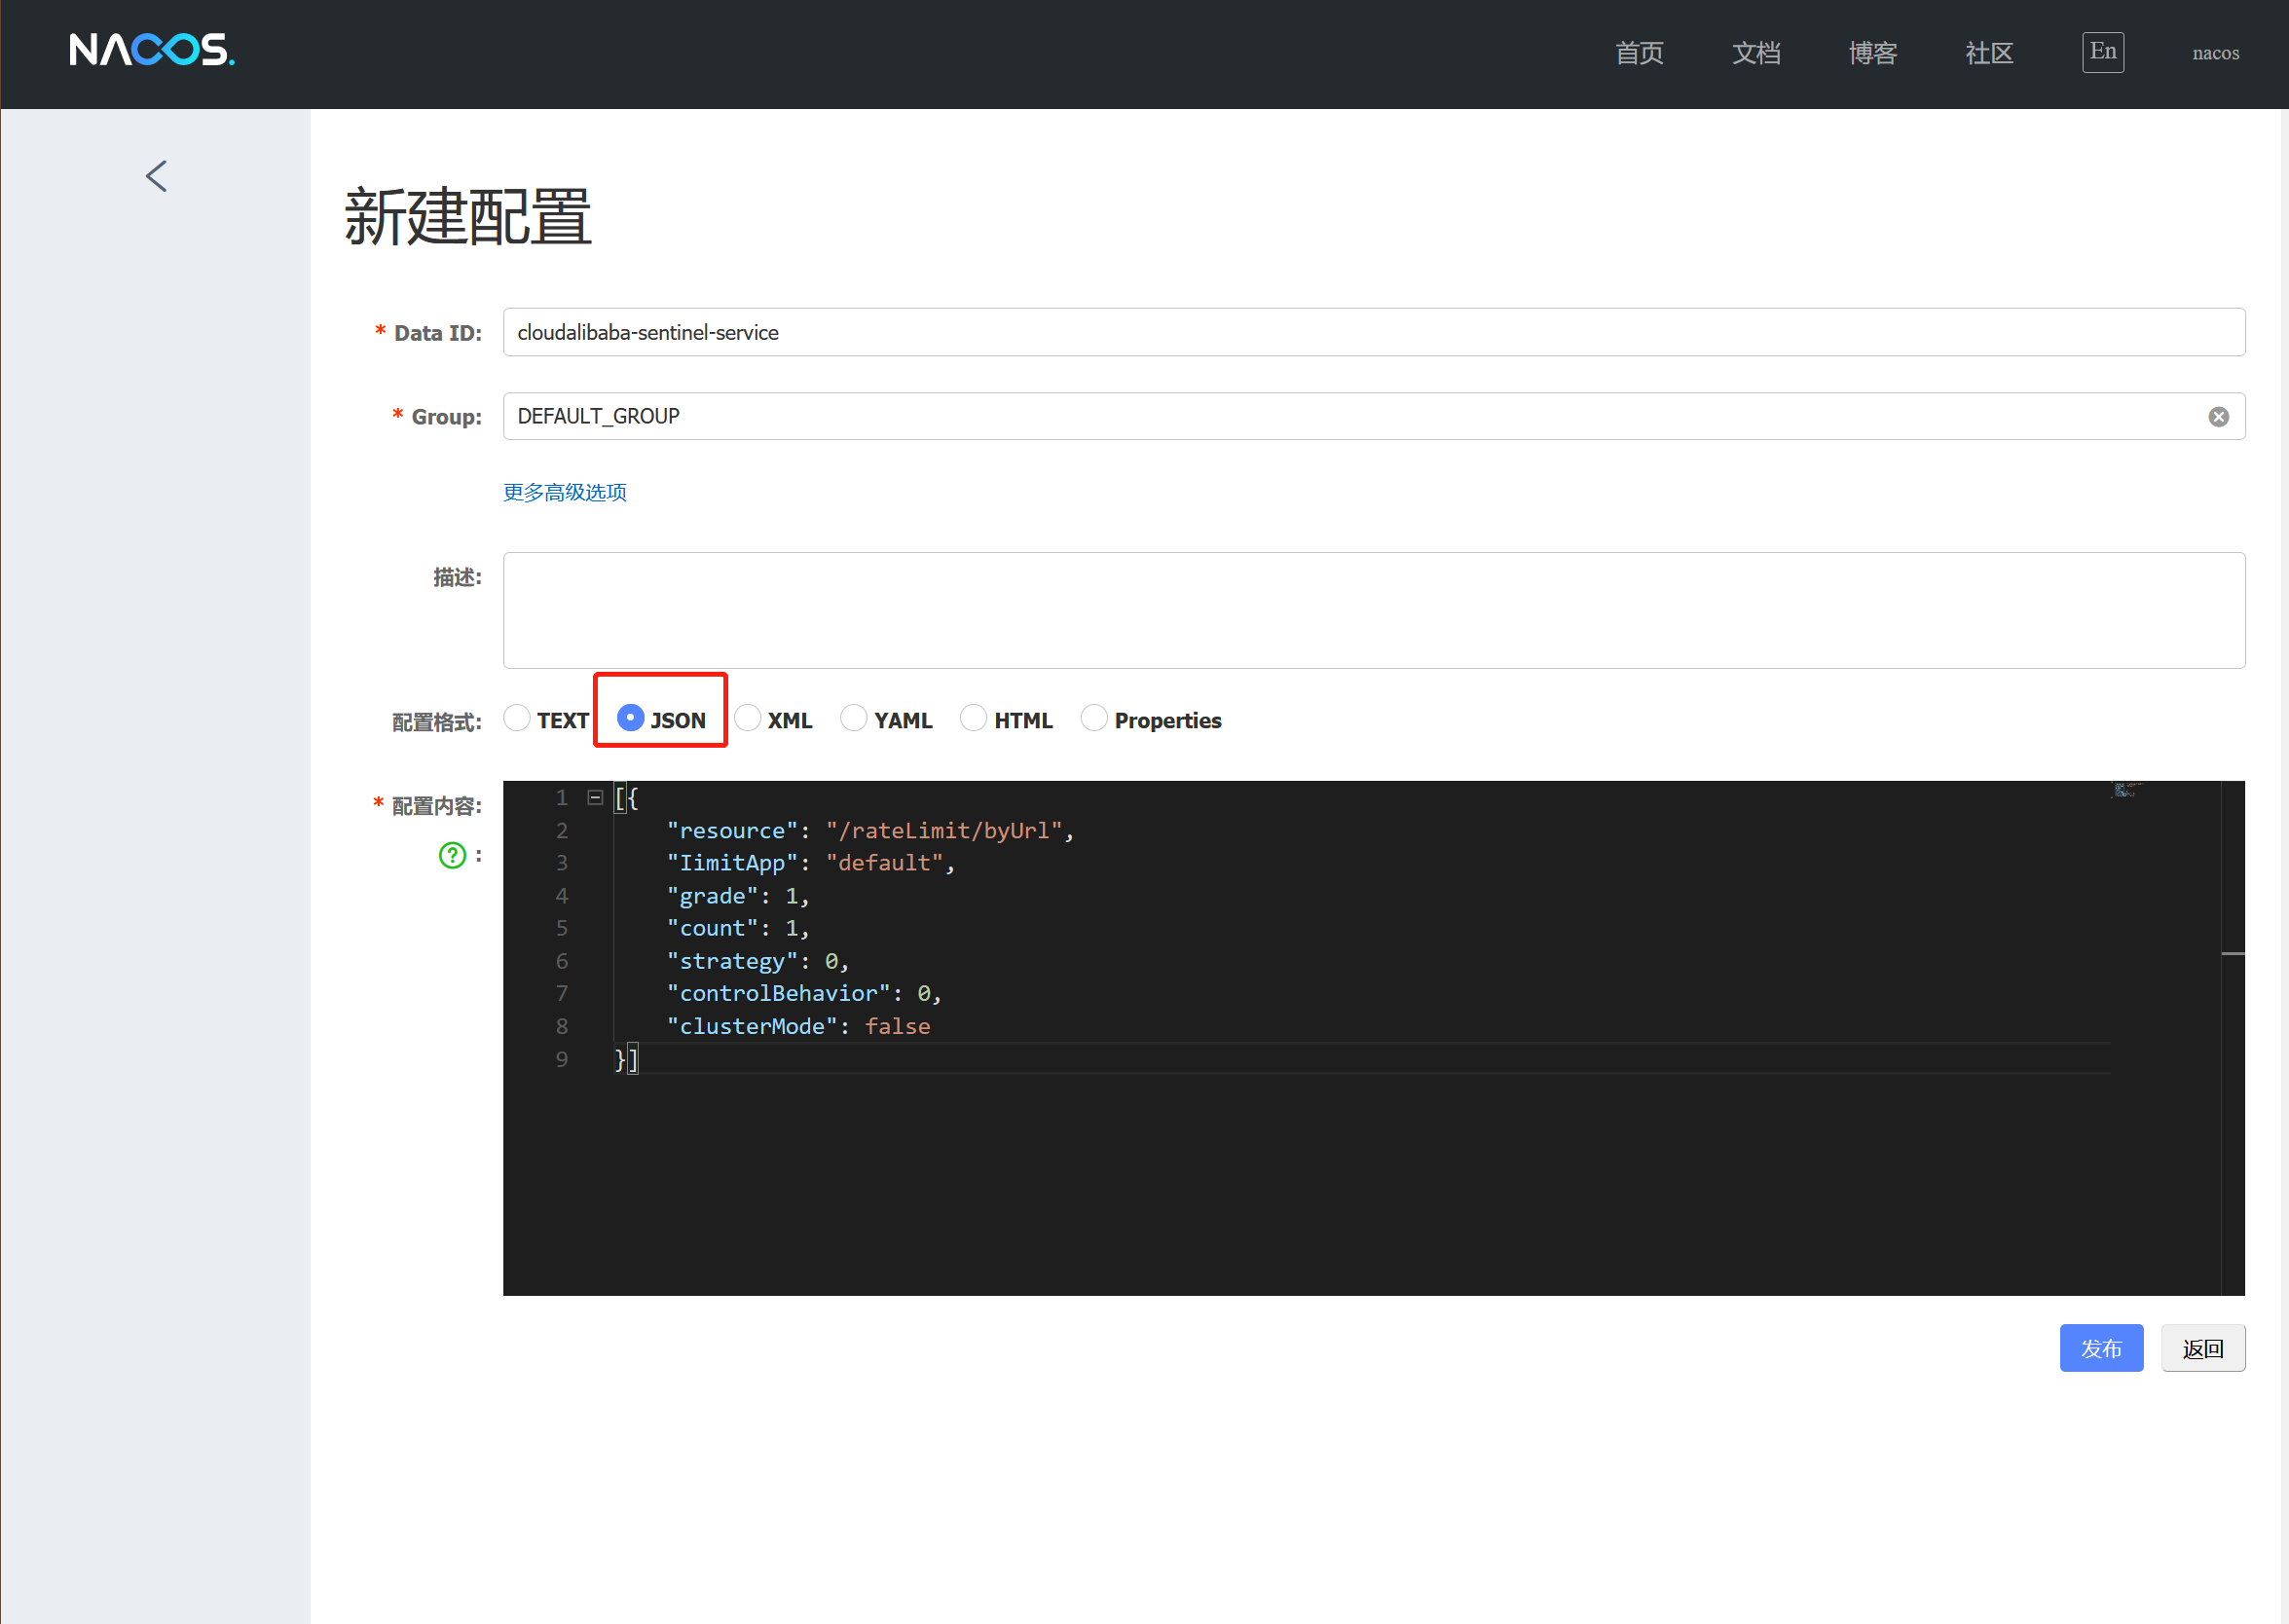 NACOS.
首页 文档 博客 社区 En nacos
新建配置
* Data ID: cloudalibaba-sentinel-service
* Group: DEFAULT_GROUP
更多高级选项
描述:
配置格式: TEXT JSON XML YAML HTML Properties
* 配置内容:
? :
1 [{
2 "resource": "/rateLimit/byUrl",
3 "IimitApp": "default",
4 "grade": 1,
5 "count": 1,
6 "strategy": 0,
7 "controlBehavior": 0,
8 "clusterMode": false
9 }]
发布 返回